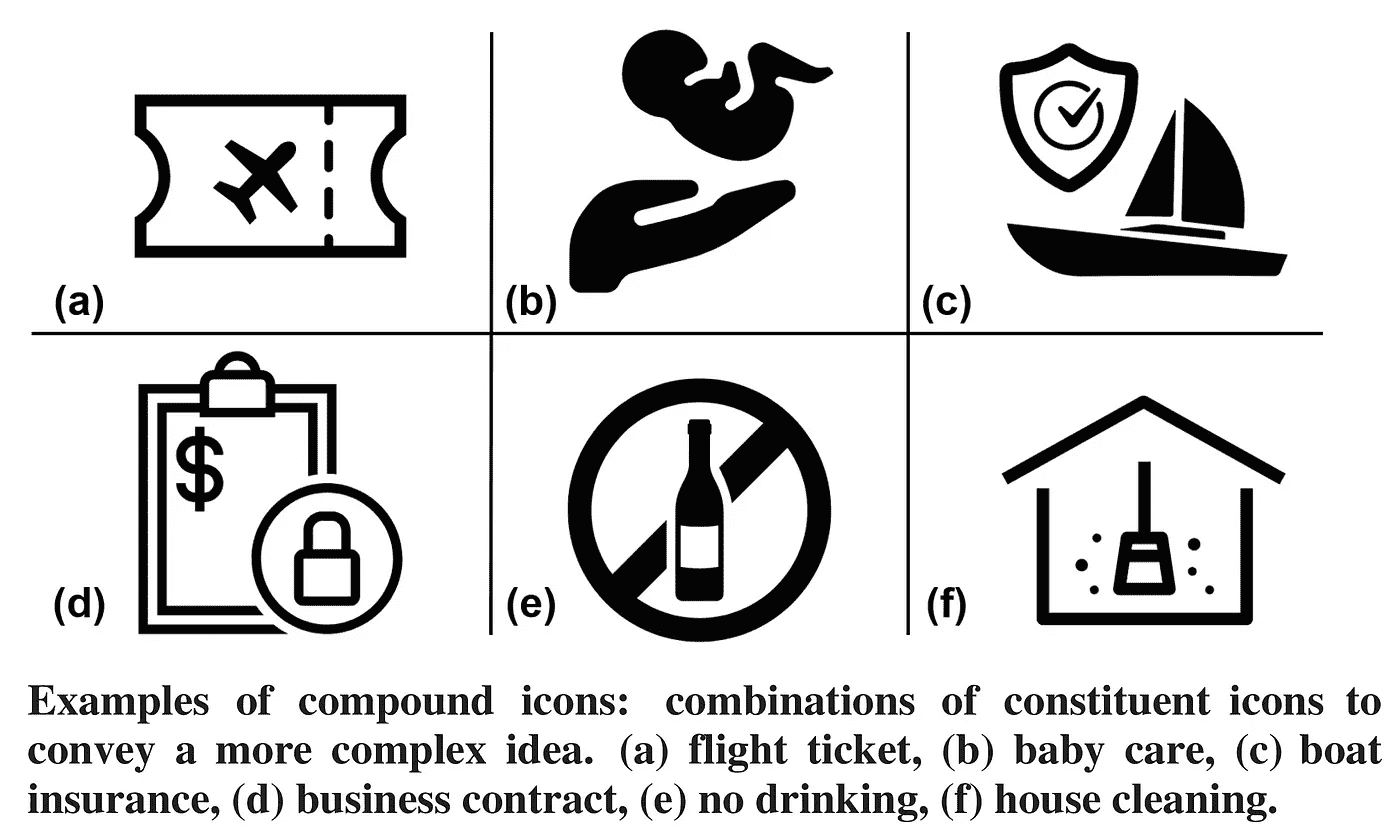 (a)
(b)
(c)
$
(d)
(e)
(f)
Examples of compound icons: combinations of constituent icons to
convey a more complex idea. (a) flight ticket, (b) baby care, (c) boat
insurance, (d) business contract, (e) no drinking, (f) house cleaning.